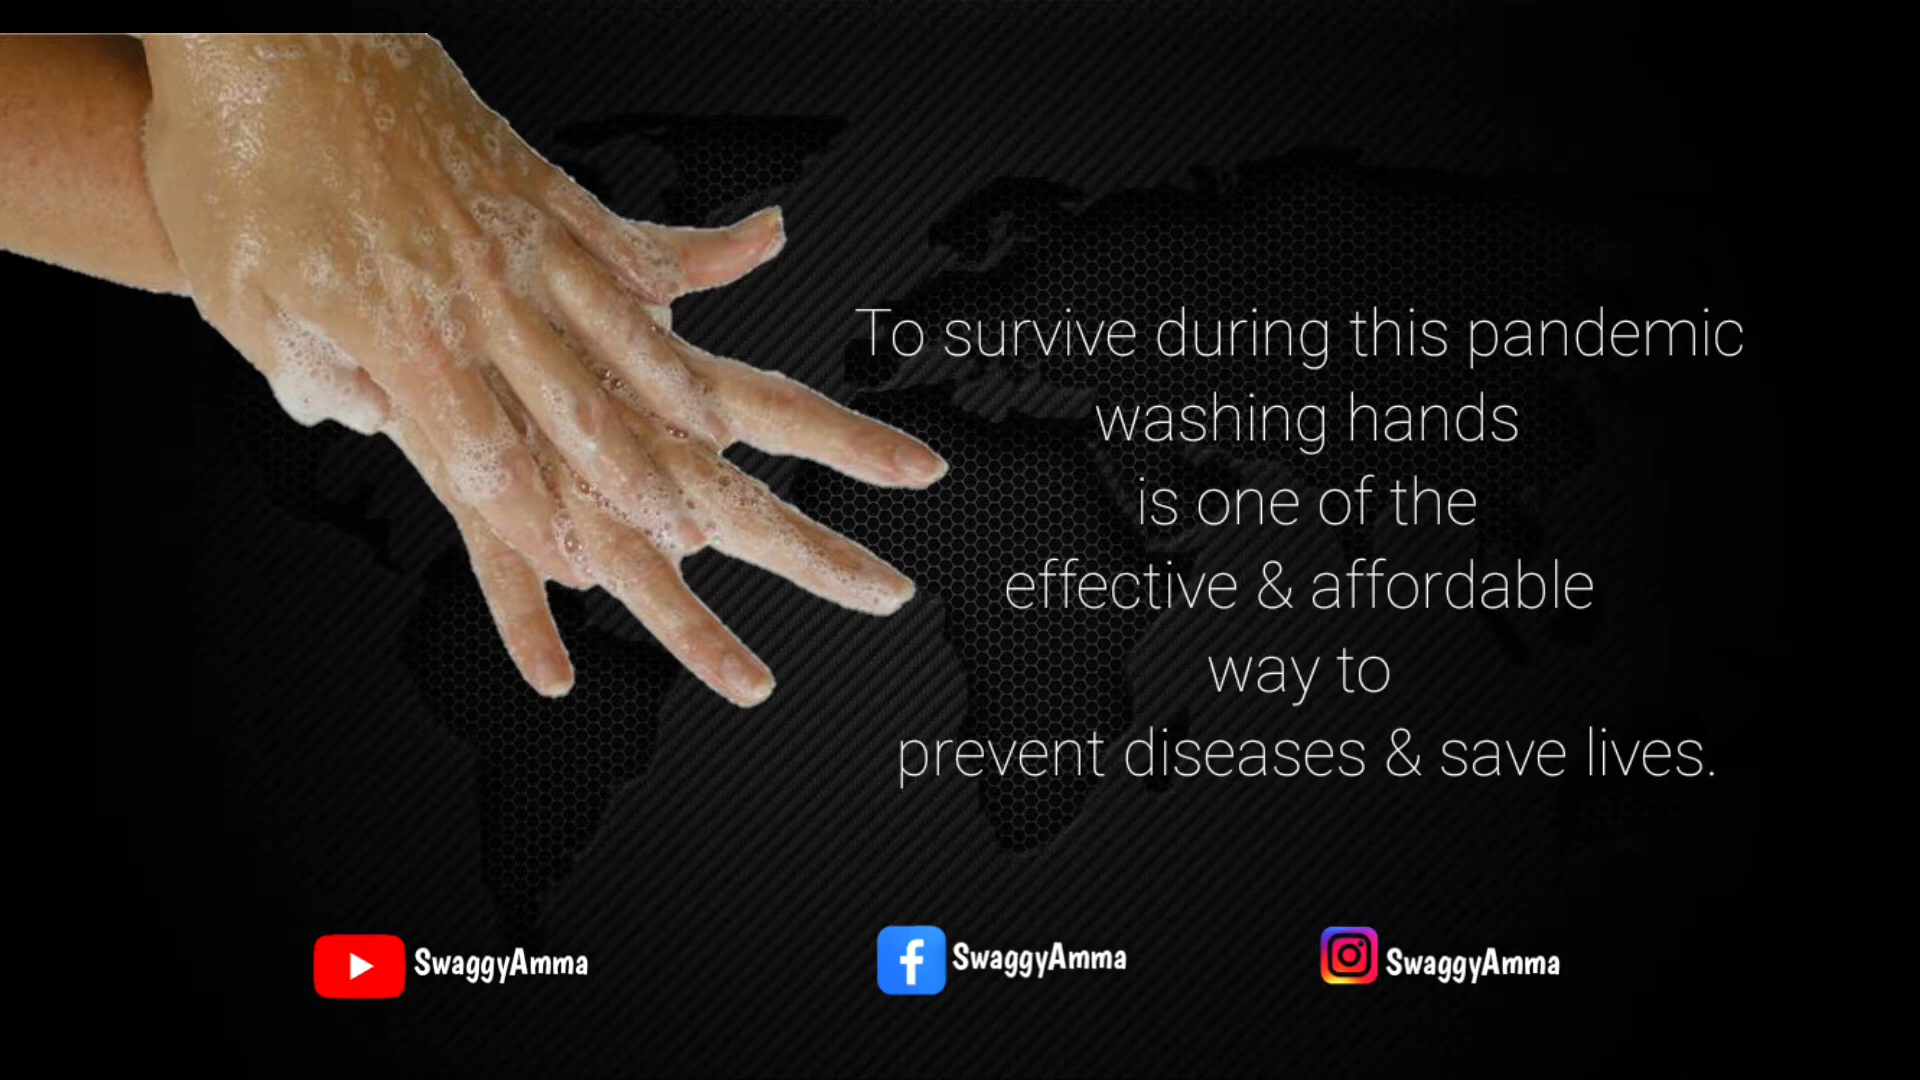 To survive during this pandemic
washing hands
is one of the
effective & affordable
way to
prevent diseases & save lives.
SwaggyAmma
SwaggyAmma
SwaggyAmma